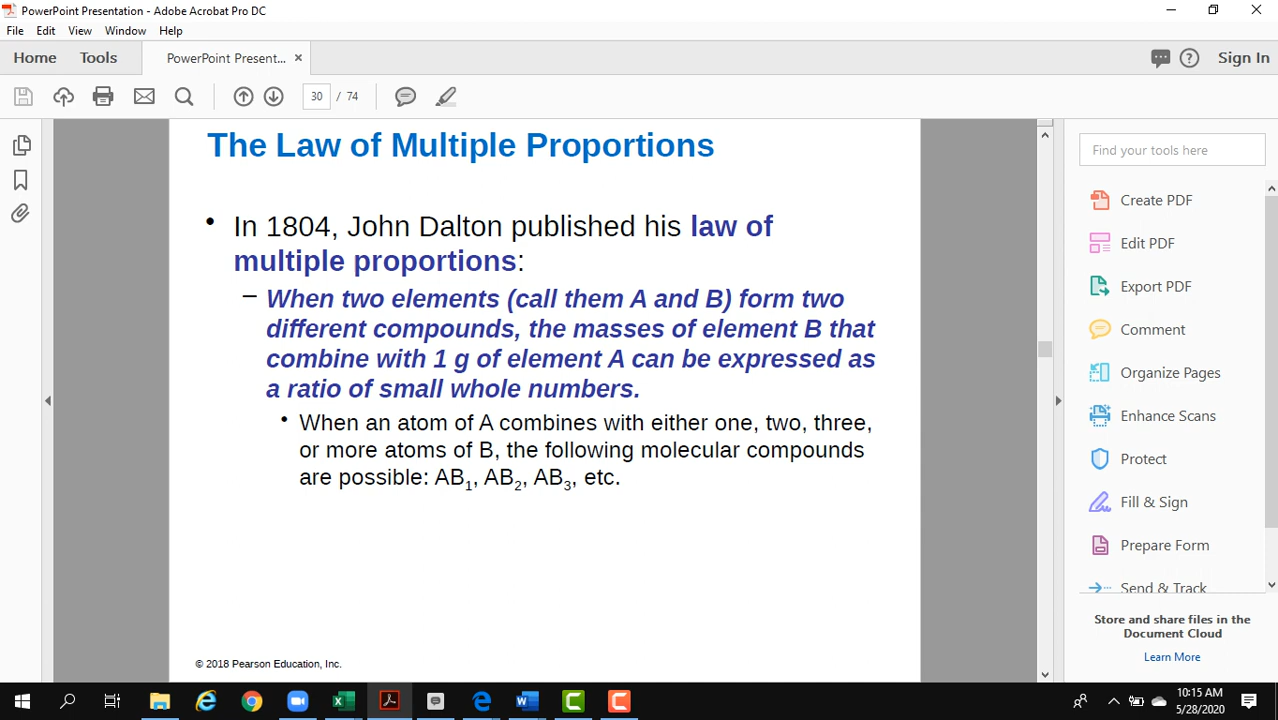 PowerPoint Presentation - Adobe Acrobat Pro DC
File Edit View Window Help
Home Tools PowerPoint Present... × Sign In
30 / 74
The Law of Multiple Proportions
• In 1804, John Dalton published his law of
multiple proportions:
– When two elements (call them A and B) form two
different compounds, the masses of element B that
combine with 1 g of element A can be expressed as
a ratio of small whole numbers.
• When an atom of A combines with either one, two, three,
or more atoms of B, the following molecular compounds
are possible: AB₁, AB₂, AB₃, etc.
© 2018 Pearson Education, Inc.
Find your tools here
Create PDF
Edit PDF
Export PDF
Comment
Organize Pages
Enhance Scans
Protect
Fill & Sign
Prepare Form
Send & Track
Store and share files in the
Document Cloud
Learn More
10:15 AM
5/28/2020